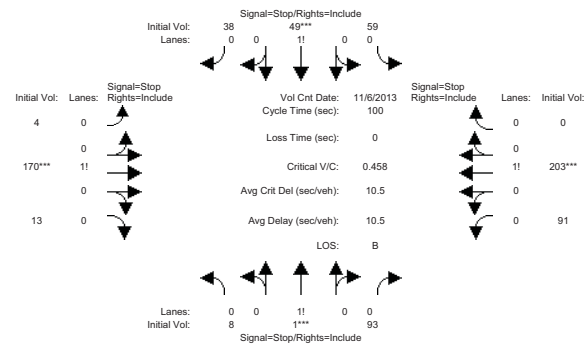 Signal=Stop/Rights=Include
Initial Vol: 38 49*** 59
Lanes: 0 0 1! 0 0
Signal=Stop Signal=Stop
Initial Vol: Lanes: Rights=Include Vol Cnt Date: 11/6/2013 Rights=Include Lanes: Initial Vol:
Cycle Time (sec): 100
4 0 0 0
Loss Time (sec): 0
0 0
170*** 1! Critical V/C: 0.458 1! 203***
0 Avg Crit Del (sec/veh): 10.5 0
13 0 Avg Delay (sec/veh): 10.5 0 91
LOS: B
Lanes: 0 0 1! 0 0
Initial Vol: 8 1*** 93
Signal=Stop/Rights=Include